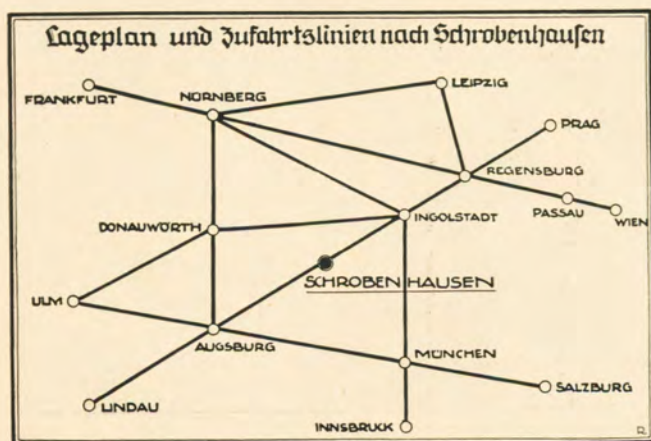 Lageplan und Zufahrtslinien nach Schrobenhausen
LEIPZIG
FRANKFURT
NÜRNBERG
PRAG
REGENSBURG
PASSAU
WIEN
DONAUWÖRTH
INGOLSTADT
SCHROBENHAUSEN
ULM
AUGSBURG
MÜNCHEN
SALZBURG
LINDAU
INNSBRUCK
R.